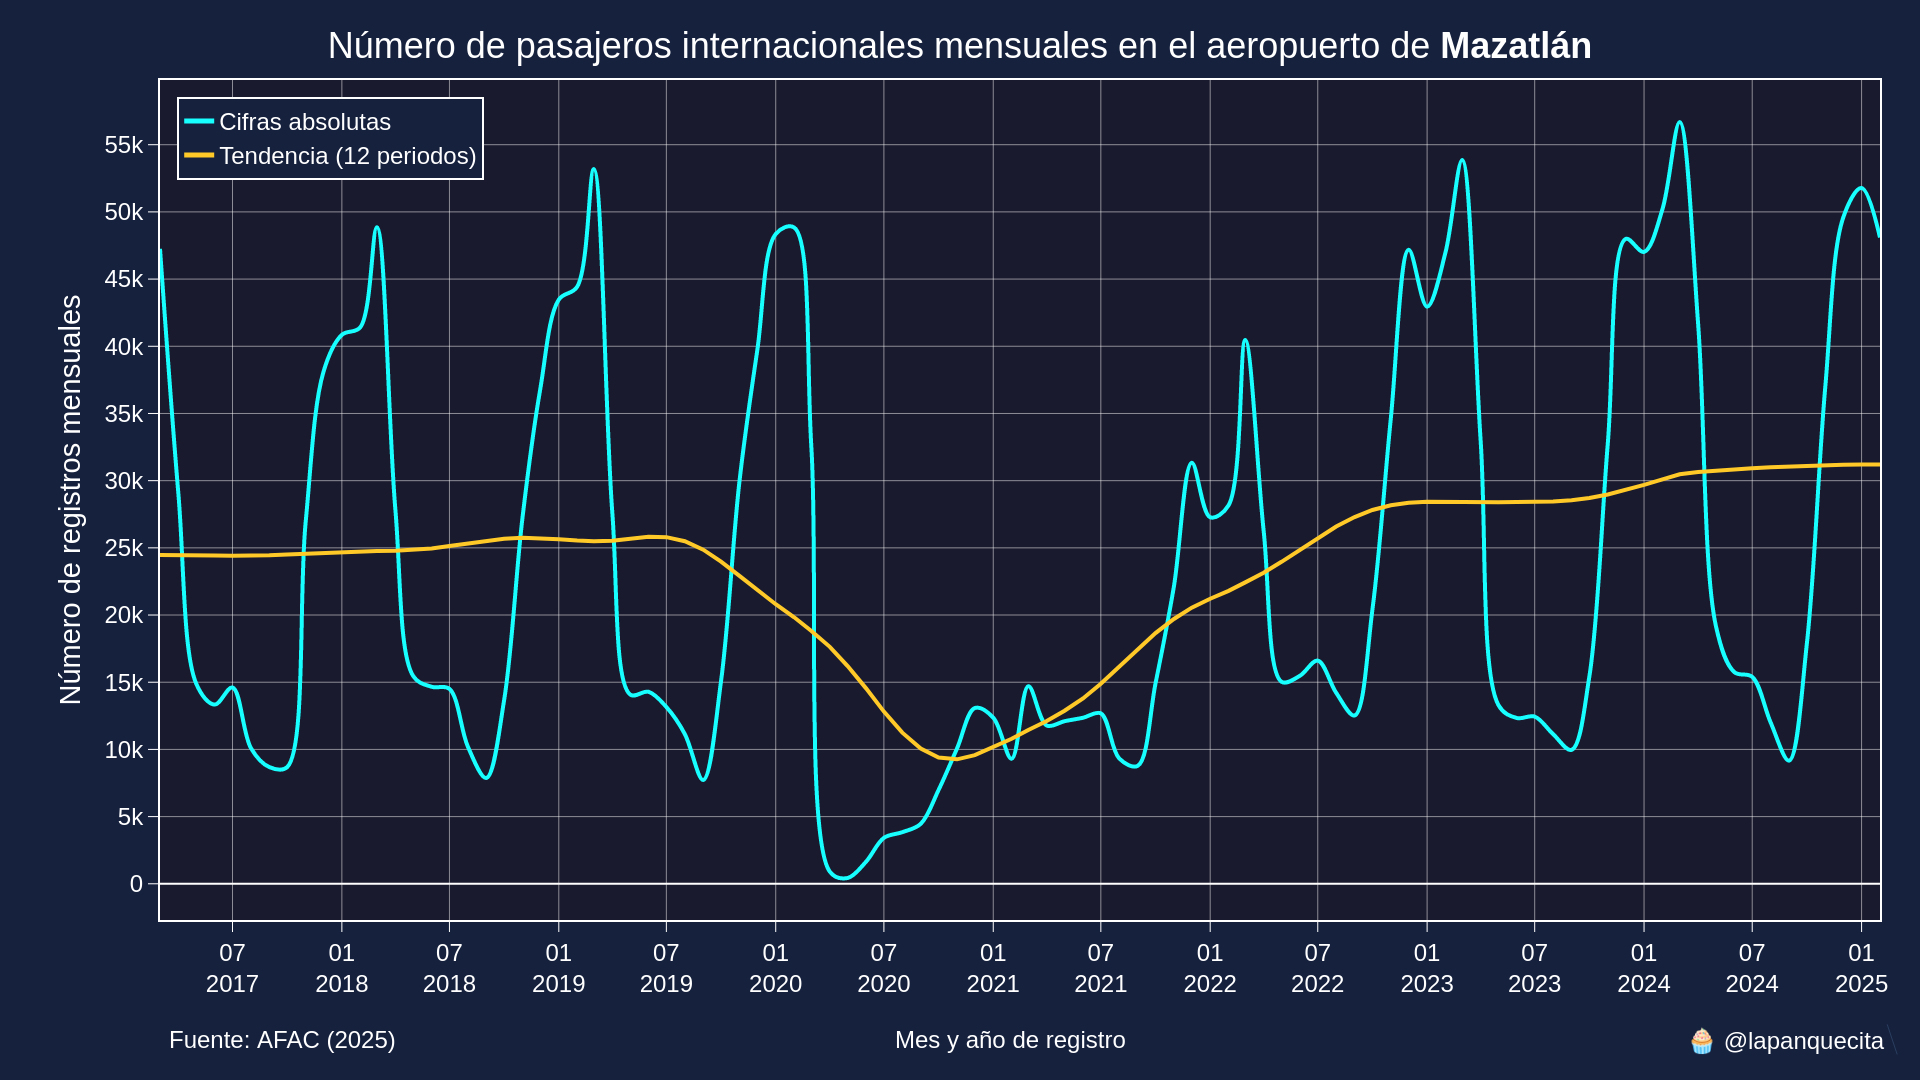 Número de pasajeros internacionales mensuales en el aeropuerto de Mazatlán
Cifras absolutas
Tendencia (12 periodos)
Número de registros mensuales
55k
50k
45k
40k
35k
30k
25k
20k
15k
10k
5k
0
07 01 07 01 07 01 07 01 07 01 07 01 07 01 07 01
2017 2018 2018 2019 2019 2020 2020 2021 2021 2022 2022 2023 2023 2024 2024 2025
Fuente: AFAC (2025)
Mes y año de registro
🧁 @lapanquecita